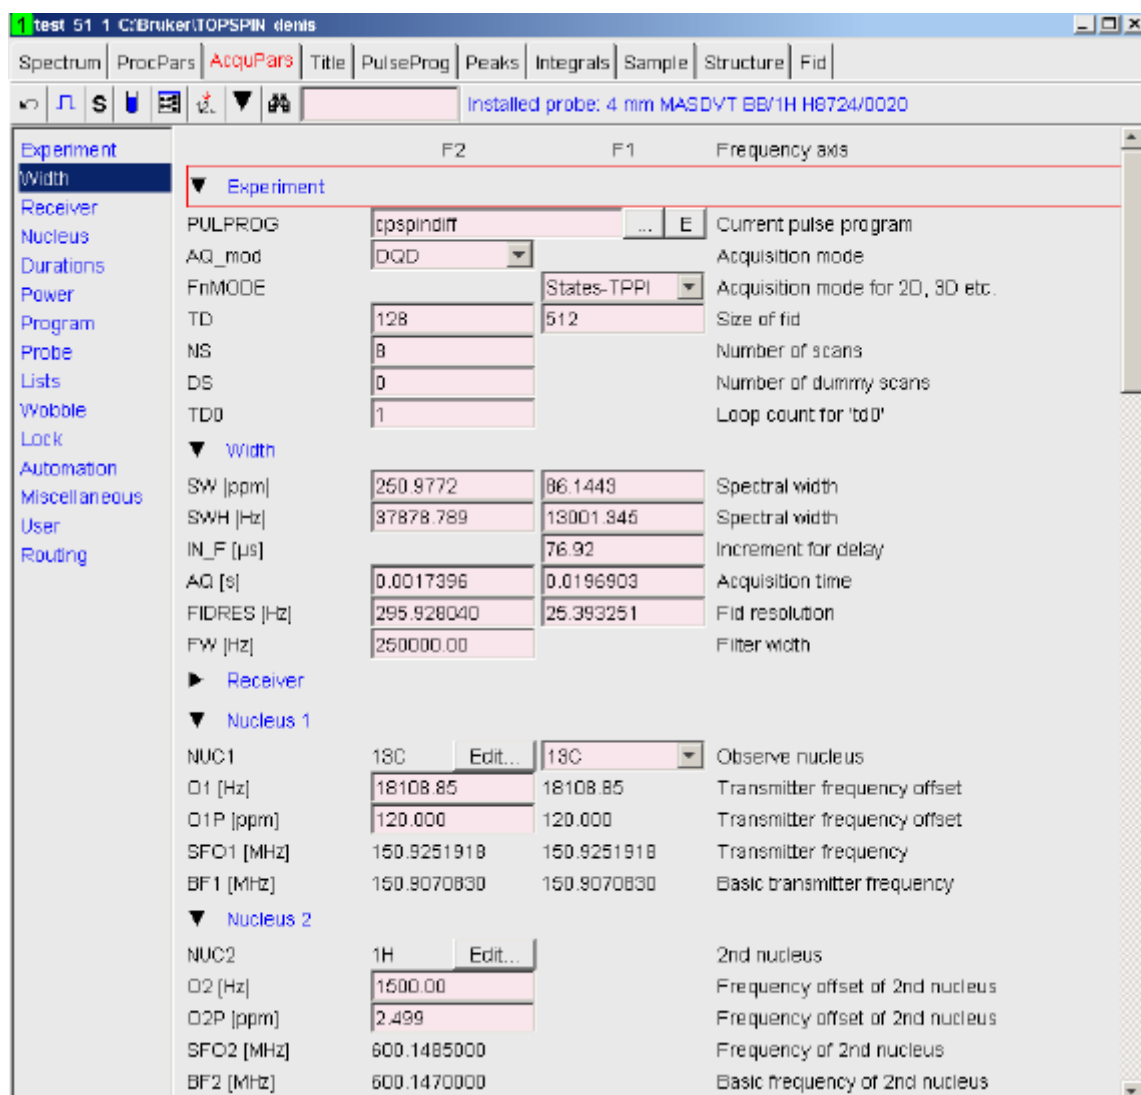 1 test 51 1 C:\Bruker\TOPSPIN denis
Spectrum ProcPars AcquPars Title PulseProg Peaks Integrals Sample Structure Fid
S Installed probe: 4 mm MASDVT BB/1H H8724/0020
Experiment
Width
Receiver
Nucleus
Durations
Power
Program
Probe
Lists
Wobble
Lock
Automation
Miscellaneous
User
Routing
F2 F1 Frequency axis
Experiment
PULPROG cpspindiff ... E Current pulse program
AQ_mod DQD Acquisition mode
FnMODE States-TPPI Acquisition mode for 2D, 3D etc.
TD 128 512 Size of fid
NS 8 Number of scans
DS 0 Number of dummy scans
TD0 1 Loop count for 'td0'
Width
SW [ppm] 250.9772 86.1443 Spectral width
SWH [Hz] 37878.789 13001.345 Spectral width
IN_F [µs] 76.92 Increment for delay
AQ [s] 0.0017396 0.0196903 Acquisition time
FIDRES [Hz] 295.928040 25.393251 Fid resolution
FW [Hz] 250000.00 Filter width
Receiver
Nucleus 1
NUC1 13C Edit... 13C Observe nucleus
O1 [Hz] 18108.85 18108.85 Transmitter frequency offset
O1P [ppm] 120.000 120.000 Transmitter frequency offset
SFO1 [MHz] 150.9251918 150.9251918 Transmitter frequency
BF1 [MHz] 150.9070830 150.9070830 Basic transmitter frequency
Nucleus 2
NUC2 1H Edit... 2nd nucleus
O2 [Hz] 1500.00 Frequency offset of 2nd nucleus
O2P [ppm] 2.499 Frequency offset of 2nd nucleus
SFO2 [MHz] 600.1485000 Frequency of 2nd nucleus
BF2 [MHz] 600.1470000 Basic frequency of 2nd nucleus